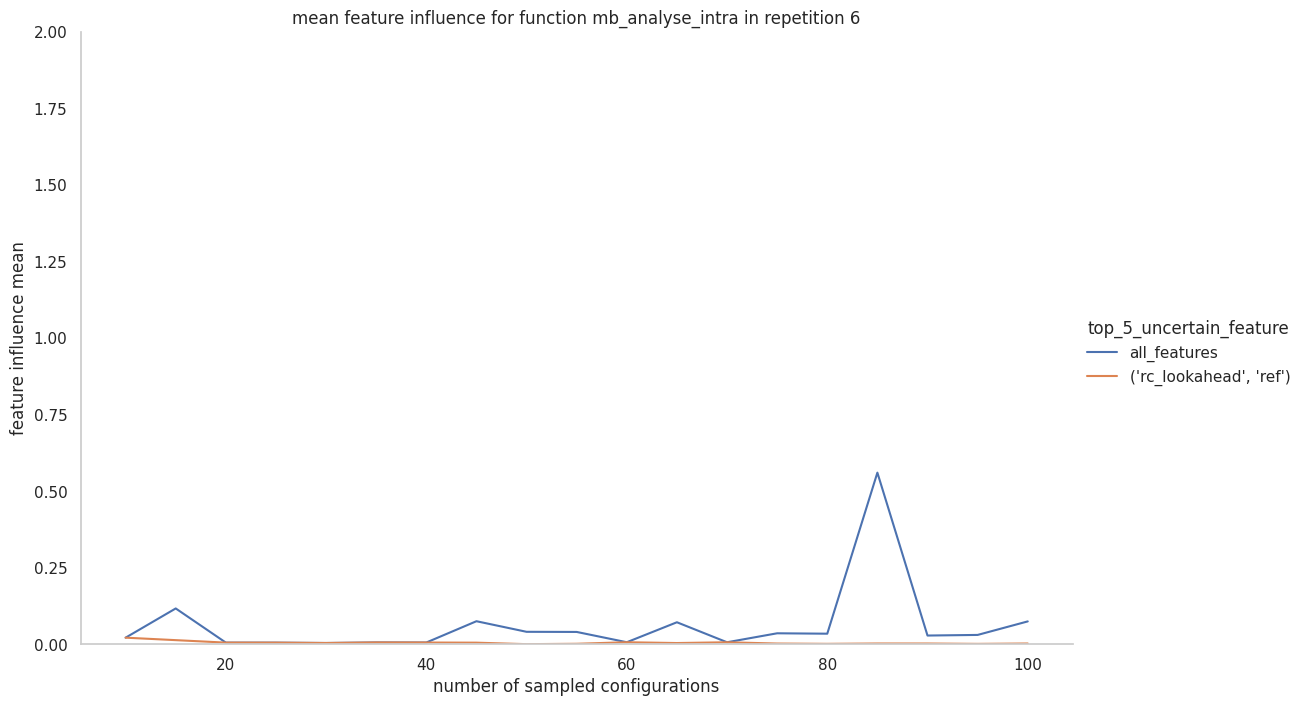 mean feature influence for function mb_analyse_intra in repetition 6
2.00
1.75
1.50
1.25
1.00
0.75
0.50
0.25
0.00
feature influence mean
20
40
60
80
100
number of sampled configurations
top_5_uncertain_feature
all_features
('rc_lookahead', 'ref')